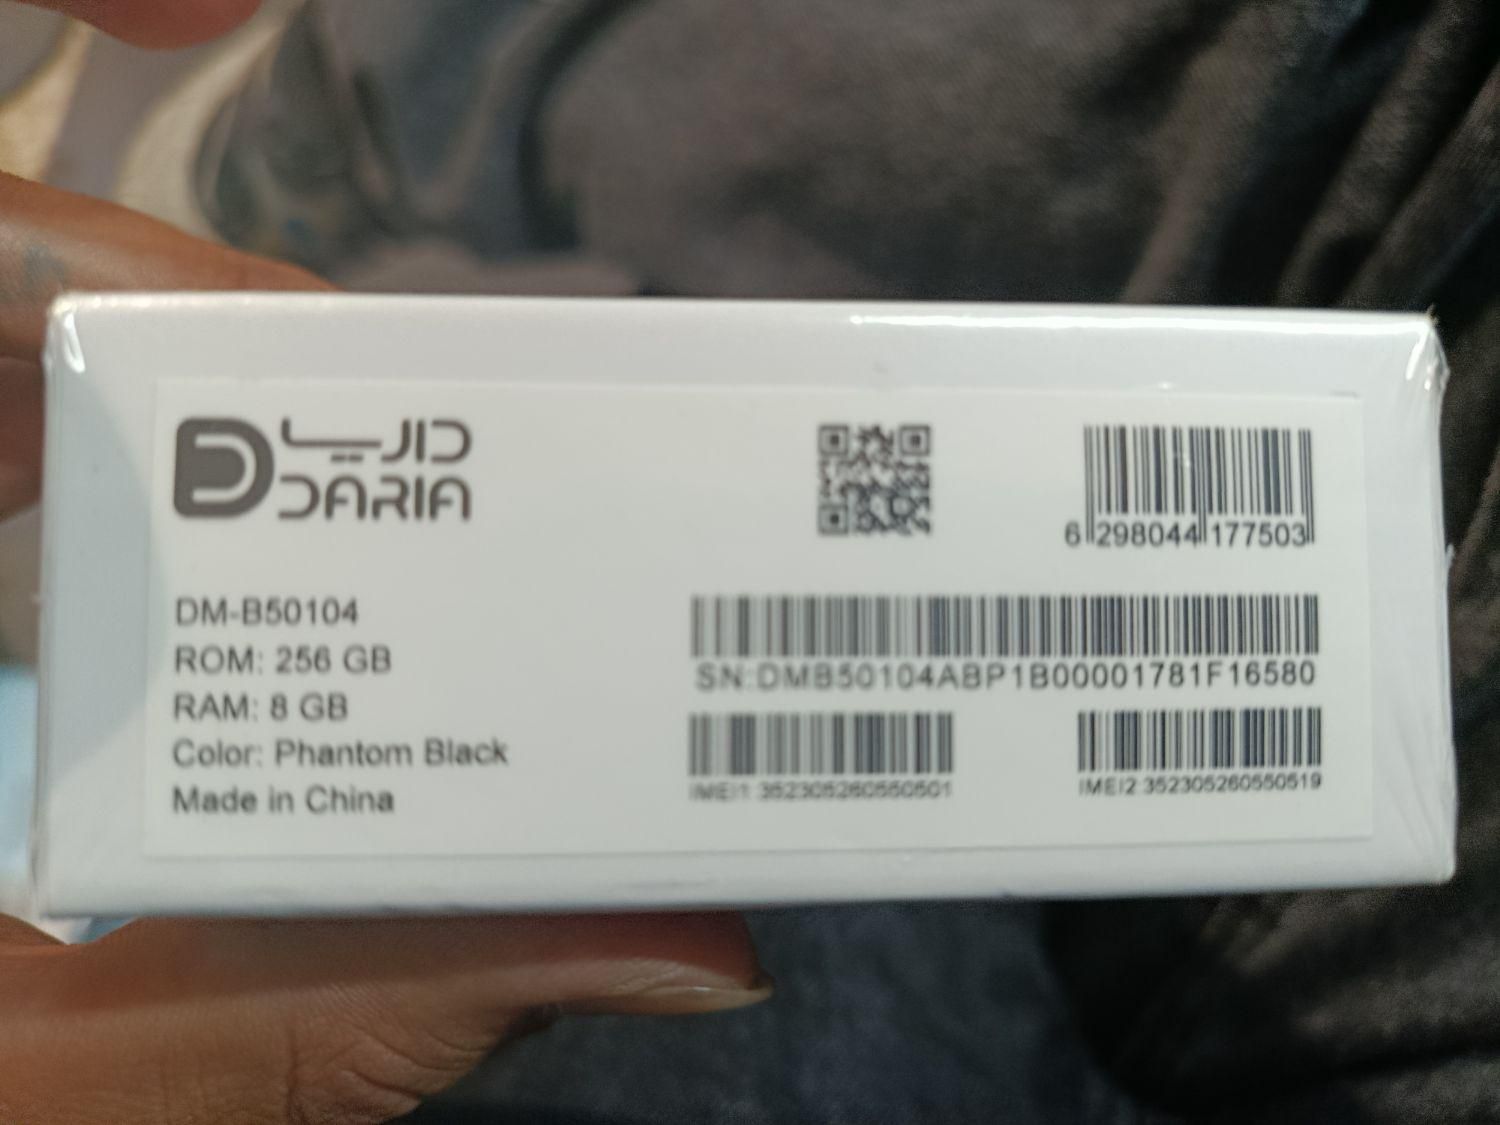 داریا
DARIA
6 298044 177503
DM-B50104
ROM: 256 GB
RAM: 8 GB
Color: Phantom Black
Made in China
SN:DMB50104ABP1B00001781F16580
IMEI1:352305260550501
IMEI2:352305260550519